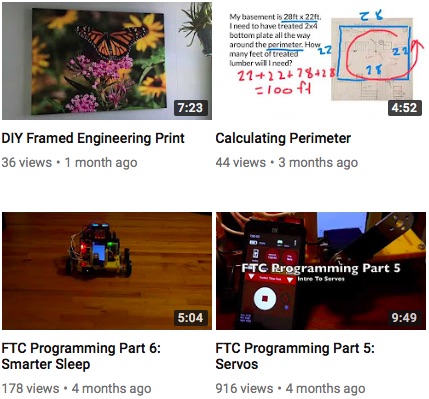 My basement is 28ft x 22ft.
I need to have treated 2x4
bottom plate all the way
around the perimeter. How
many feet of treated
lumber will I need?
22+22+28+28
=100 ft
28
22
22
28
7:23
4:52
DIY Framed Engineering Print
Calculating Perimeter
36 views • 1 month ago
44 views • 3 months ago
FTC Programming Part 5
Intro To Servos
5:04
9:49
FTC Programming Part 6:
Smarter Sleep
FTC Programming Part 5:
Servos
178 views • 4 months ago
916 views • 4 months ago